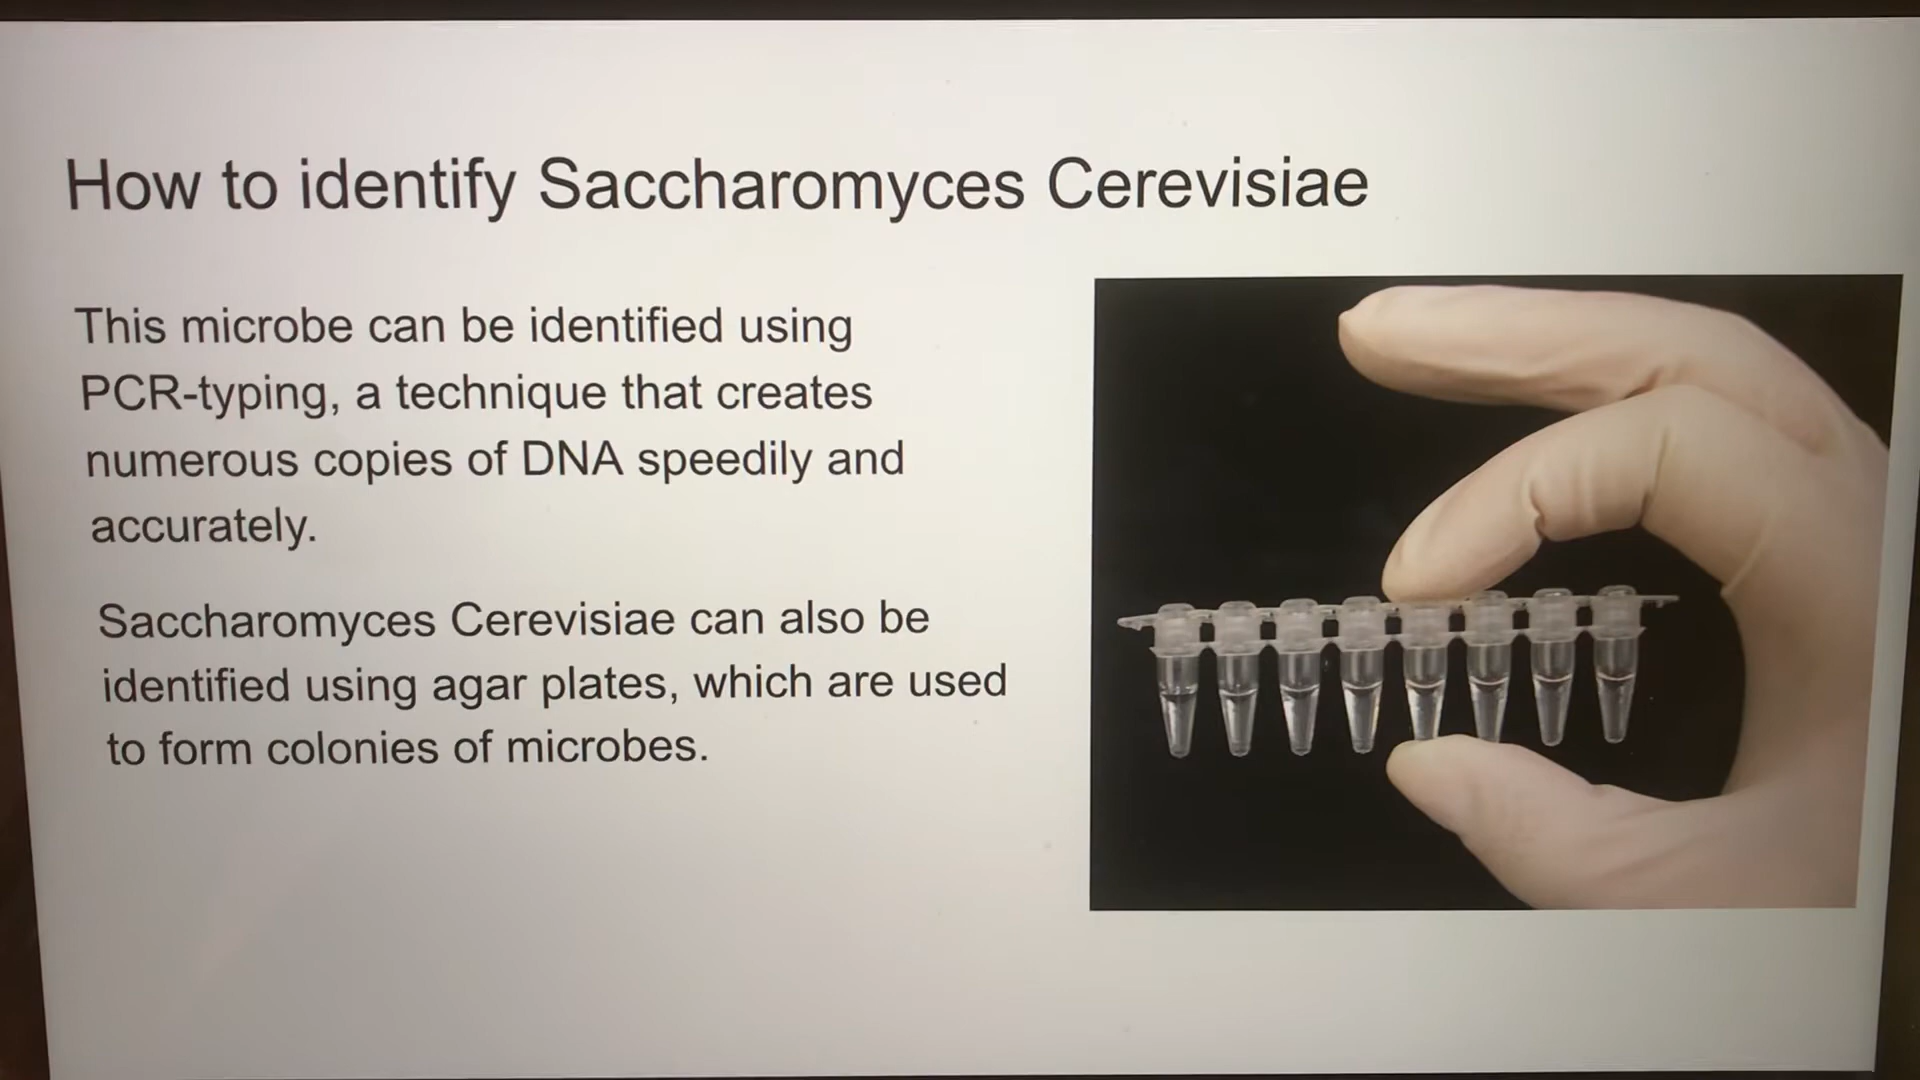 How to identify Saccharomyces Cerevisiae
This microbe can be identified using
PCR-typing, a technique that creates
numerous copies of DNA speedily and
accurately.
Saccharomyces Cerevisiae can also be
identified using agar plates, which are used
to form colonies of microbes.